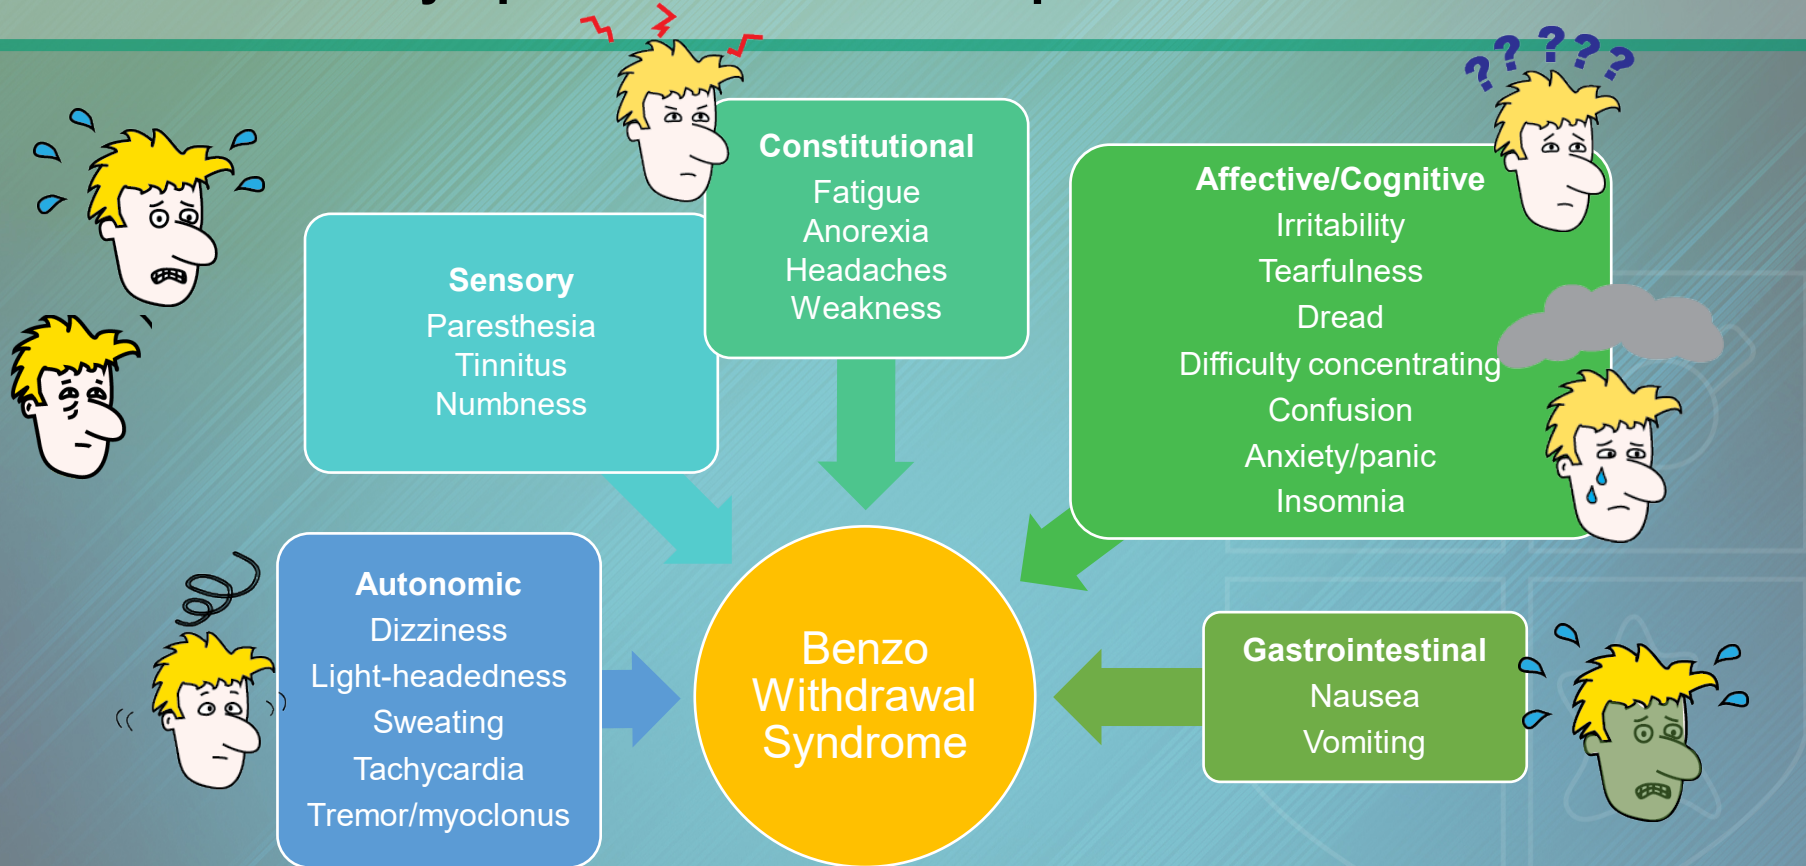 Constitutional
Fatigue
Anorexia
Headaches
Weakness
Affective/Cognitive
Irritability
Tearfulness
Dread
Difficulty concentrating
Confusion
Anxiety/panic
Insomnia
Sensory
Paresthesia
Tinnitus
Numbness
Autonomic
Dizziness
Light-headedness
Sweating
Tachycardia
Tremor/myoclonus
Benzo
Withdrawal
Syndrome
Gastrointestinal
Nausea
Vomiting
? ? ? ? ?